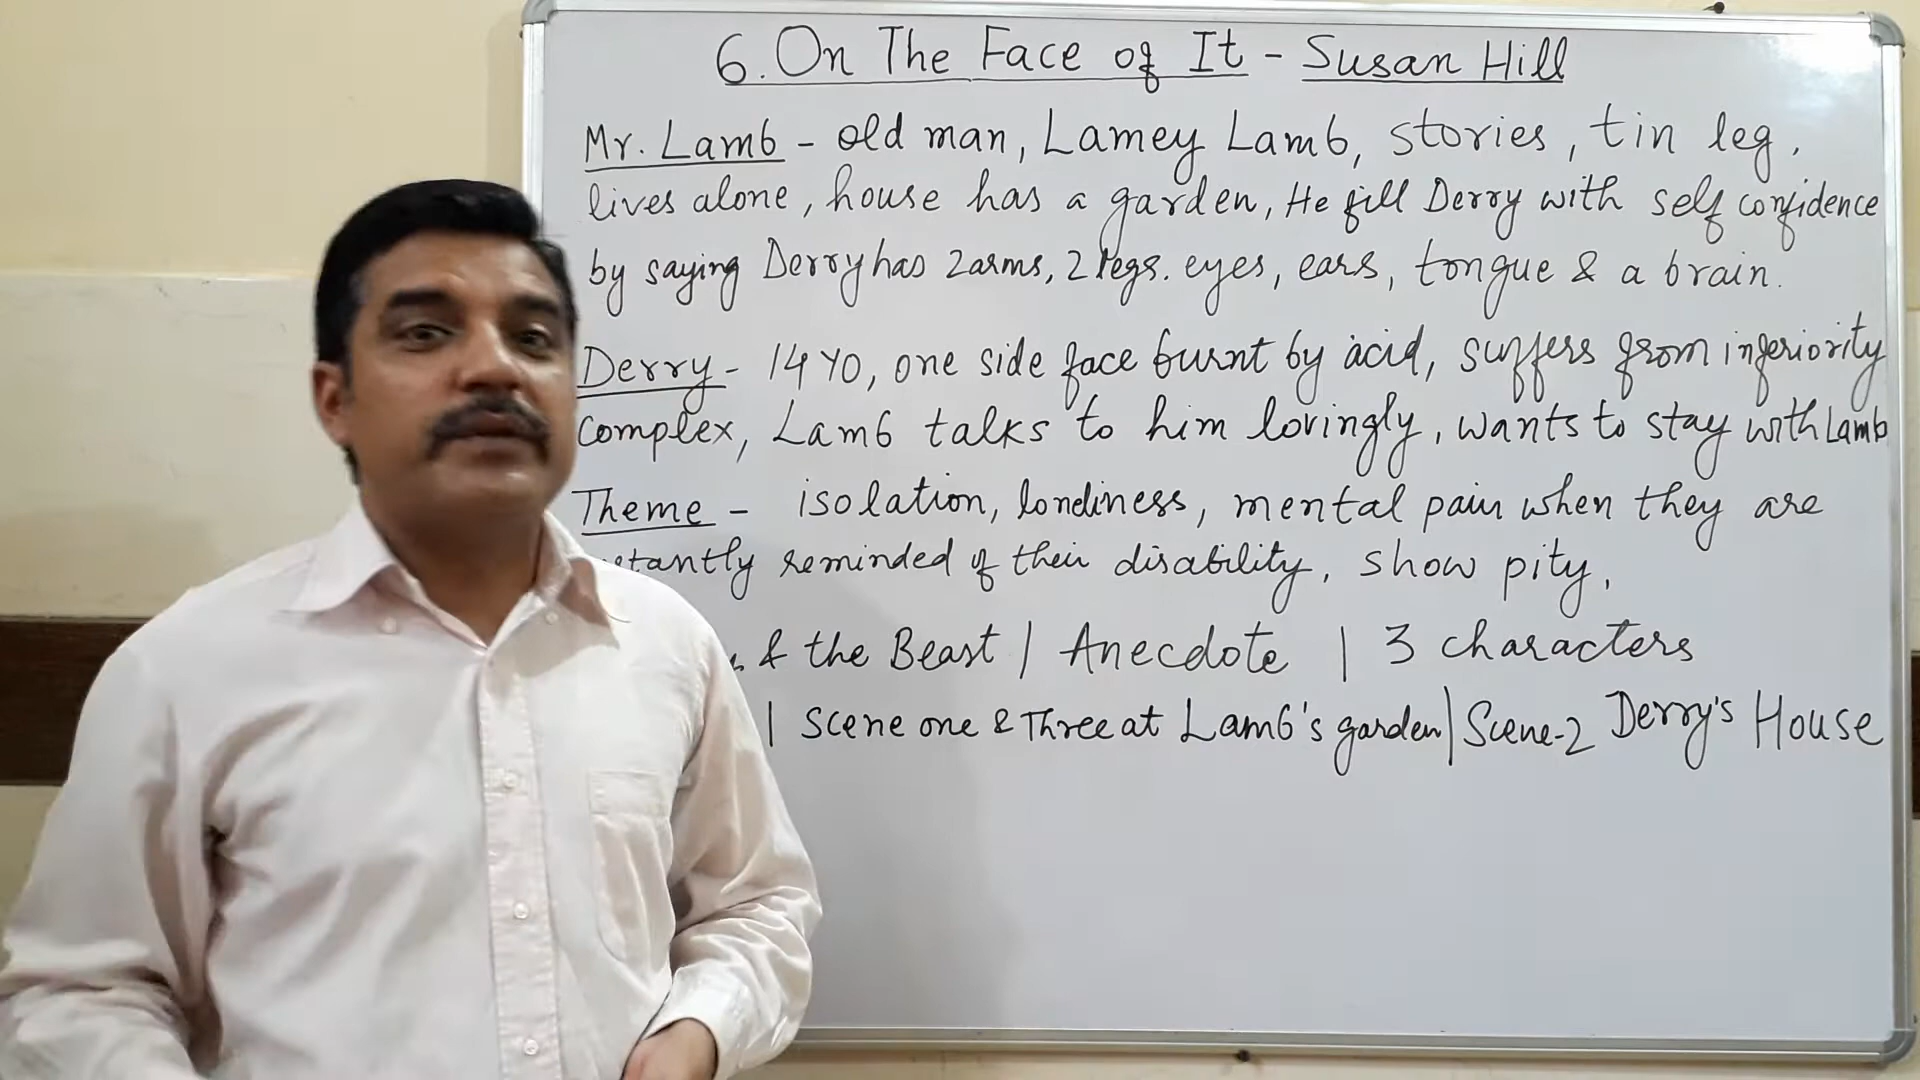 6. On The Face of It - Susan Hill
Mr. Lamb - old man, Lamey Lamb, stories, tin leg,
lives alone, house has a garden, He fill Derry with self confidence
by saying Derry has 2 arms, 2 legs. eyes, ears, tongue & a brain.
Derry - 14 YO, one side face burnt by acid, suffers from inferiority
complex, Lamb talks to him lovingly, wants to stay with Lamb
Theme - isolation, loneliness, mental pain when they are
reminded of their disability, show pity,
& the Beast | Anecdote | 3 characters
| Scene one & Three at Lamb's garden | Scene-2 Derry's House